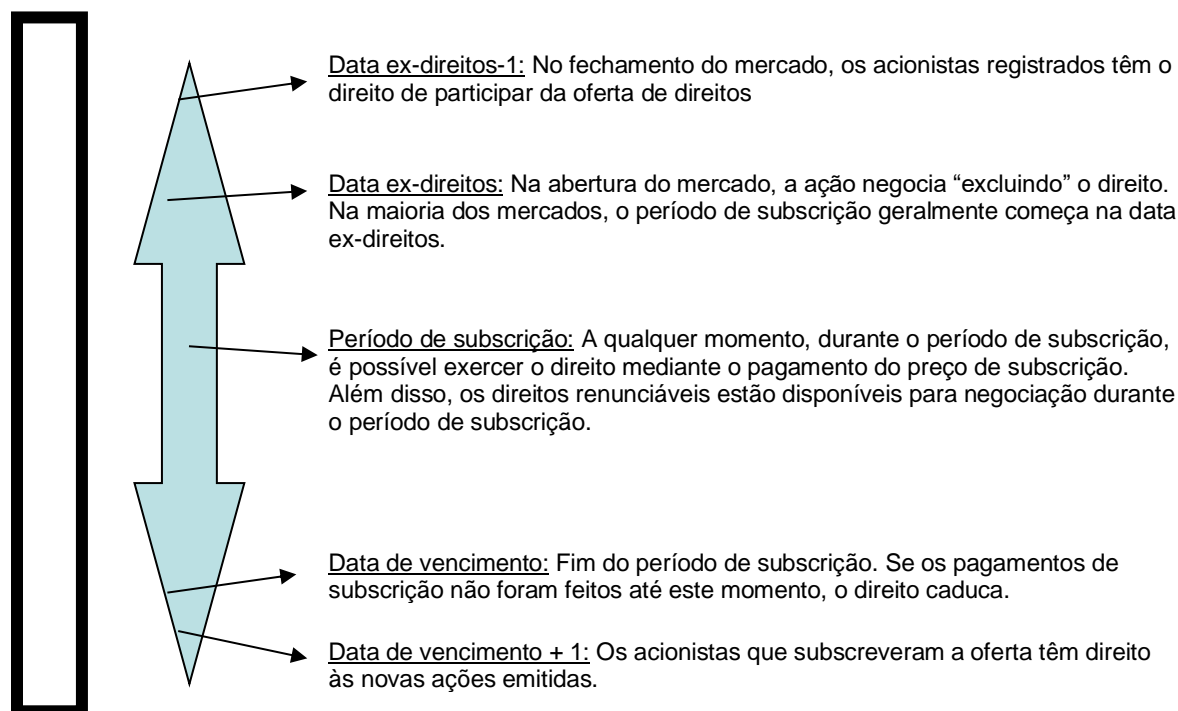 Data ex-direitos-1: No fechamento do mercado, os acionistas registrados têm o
direito de participar da oferta de direitos
Data ex-direitos: Na abertura do mercado, a ação negocia “excluindo” o direito.
Na maioria dos mercados, o período de subscrição geralmente começa na data
ex-direitos.
Período de subscrição: A qualquer momento, durante o período de subscrição,
é possível exercer o direito mediante o pagamento do preço de subscrição.
Além disso, os direitos renunciáveis estão disponíveis para negociação durante
o período de subscrição.
Data de vencimento: Fim do período de subscrição. Se os pagamentos de
subscrição não foram feitos até este momento, o direito caduca.
Data de vencimento + 1: Os acionistas que subscreveram a oferta têm direito
às novas ações emitidas.